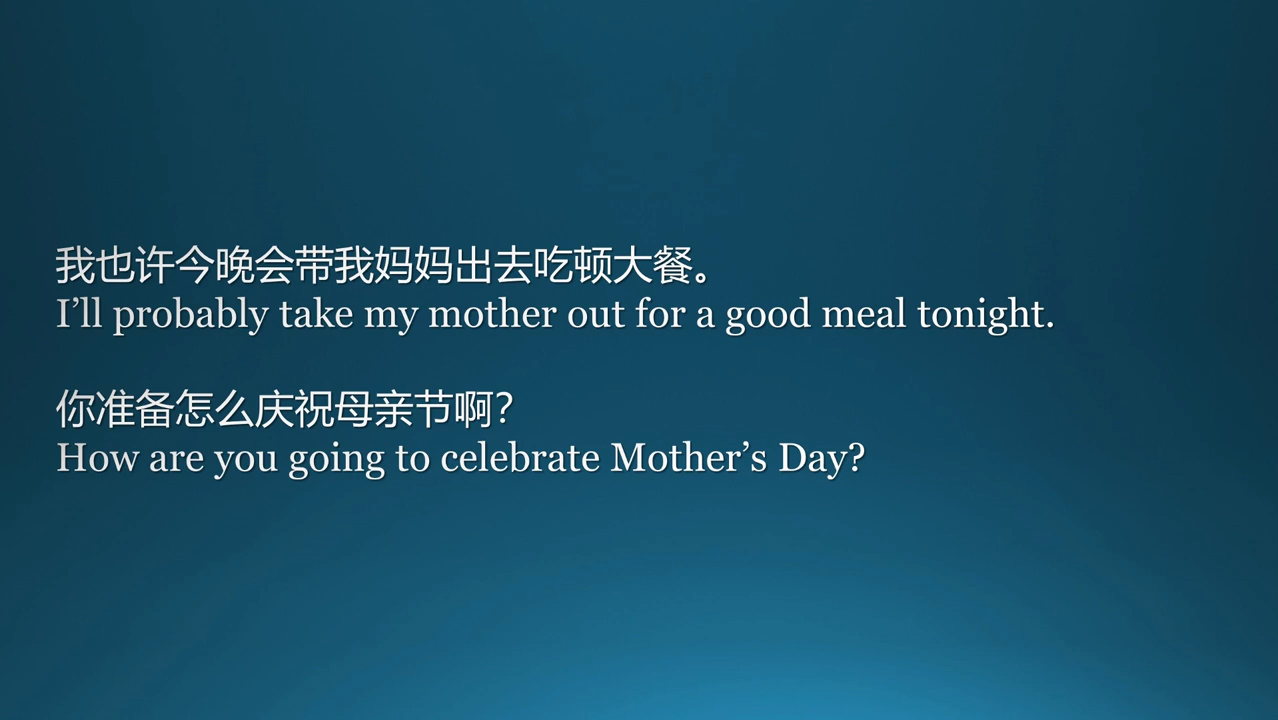 我也许今晚会带我妈妈出去吃顿大餐。
I’ll probably take my mother out for a good meal tonight.
你准备怎么庆祝母亲节啊？
How are you going to celebrate Mother’s Day?